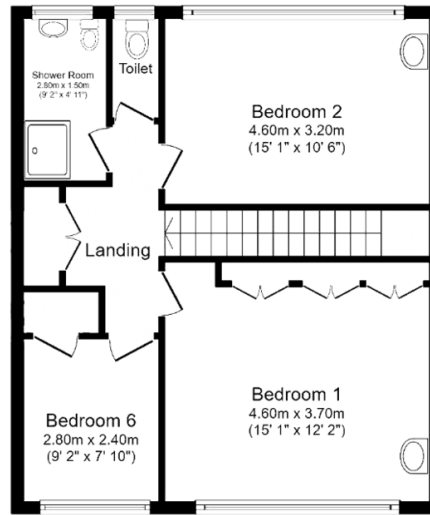 Shower Room
2.80m x 1.50m
(9' 2" x 4' 11")
Toilet
Bedroom 2
4.60m x 3.20m
(15' 1" x 10' 6")
Landing
Bedroom 6
2.80m x 2.40m
(9' 2" x 7' 10")
Bedroom 1
4.60m x 3.70m
(15' 1" x 12' 2")